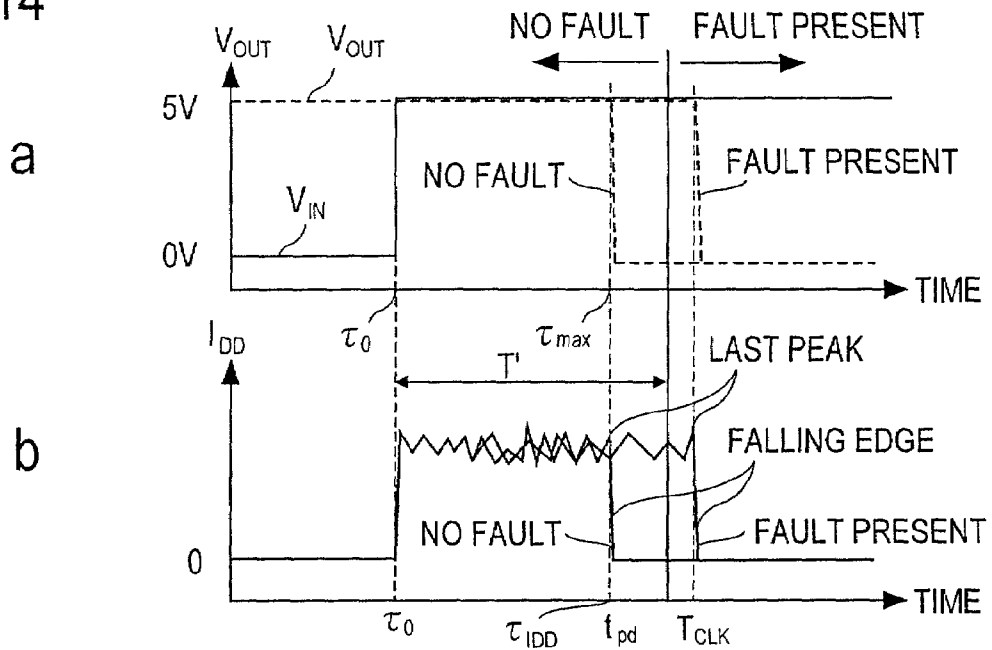 14
NO FAULT FAULT PRESENT
V_OUT V_OUT
5V
a
NO FAULT FAULT PRESENT
V_IN
0V
TIME
τ_0 τ_max
I_DD
LAST PEAK
T'
b
FALLING EDGE
NO FAULT FAULT PRESENT
0
TIME
τ_0 τ_IDD t_pd T_CLK